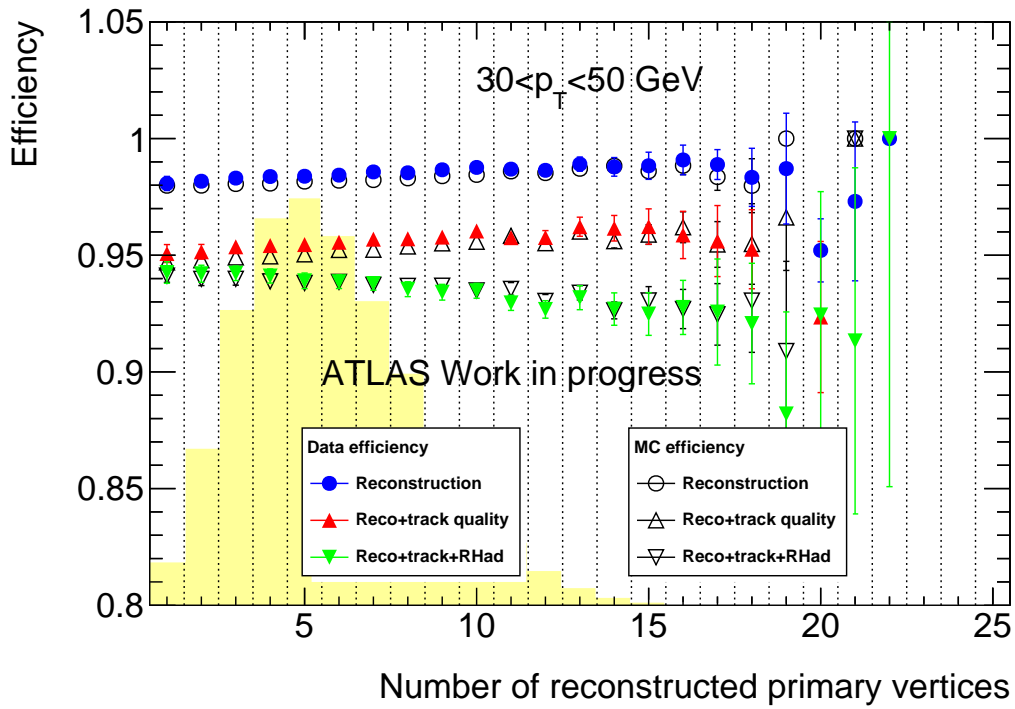 1.05
30<p_T<50 GeV
Efficiency
1
0.95
0.9
ATLAS Work in progress
Data efficiency
Reconstruction
Reco+track quality
Reco+track+RHad
MC efficiency
Reconstruction
Reco+track quality
Reco+track+RHad
0.85
0.8
5 10 15 20 25
Number of reconstructed primary vertices